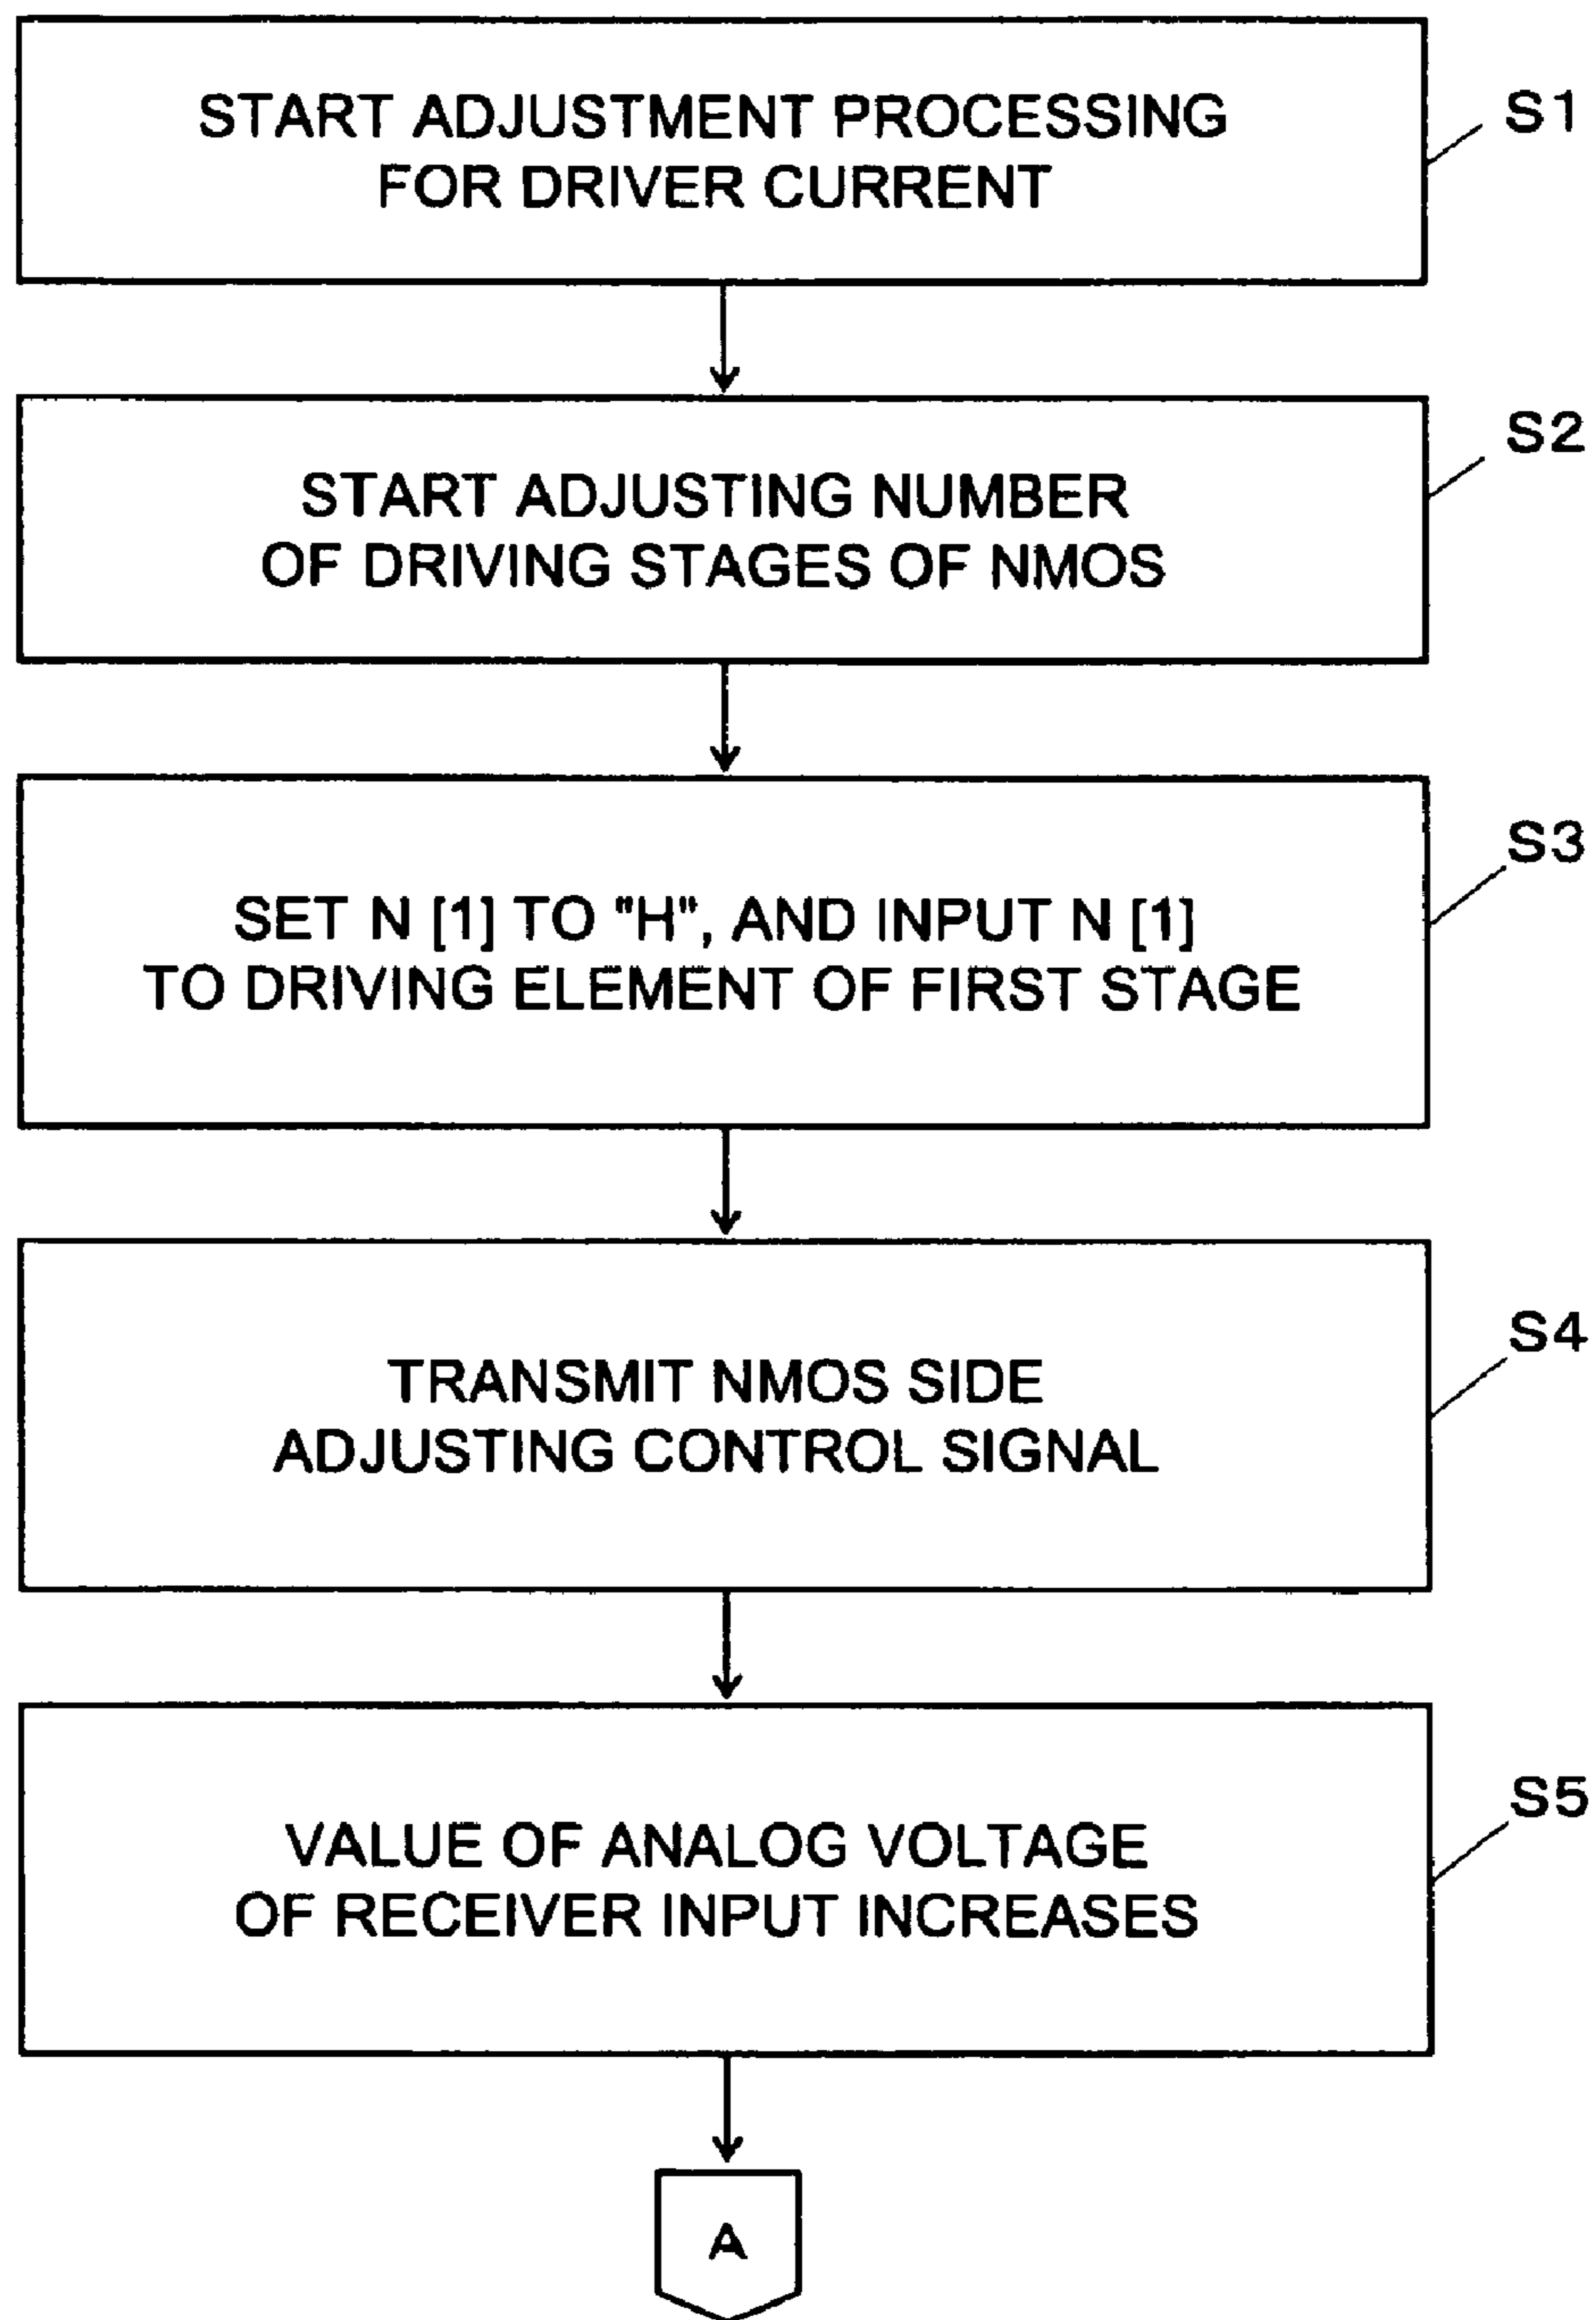 START ADJUSTMENT PROCESSING
FOR DRIVER CURRENT
S1
START ADJUSTING NUMBER
OF DRIVING STAGES OF NMOS
S2
SET N [1] TO "H", AND INPUT N [1]
TO DRIVING ELEMENT OF FIRST STAGE
S3
TRANSMIT NMOS SIDE
ADJUSTING CONTROL SIGNAL
S4
VALUE OF ANALOG VOLTAGE
OF RECEIVER INPUT INCREASES
S5
A